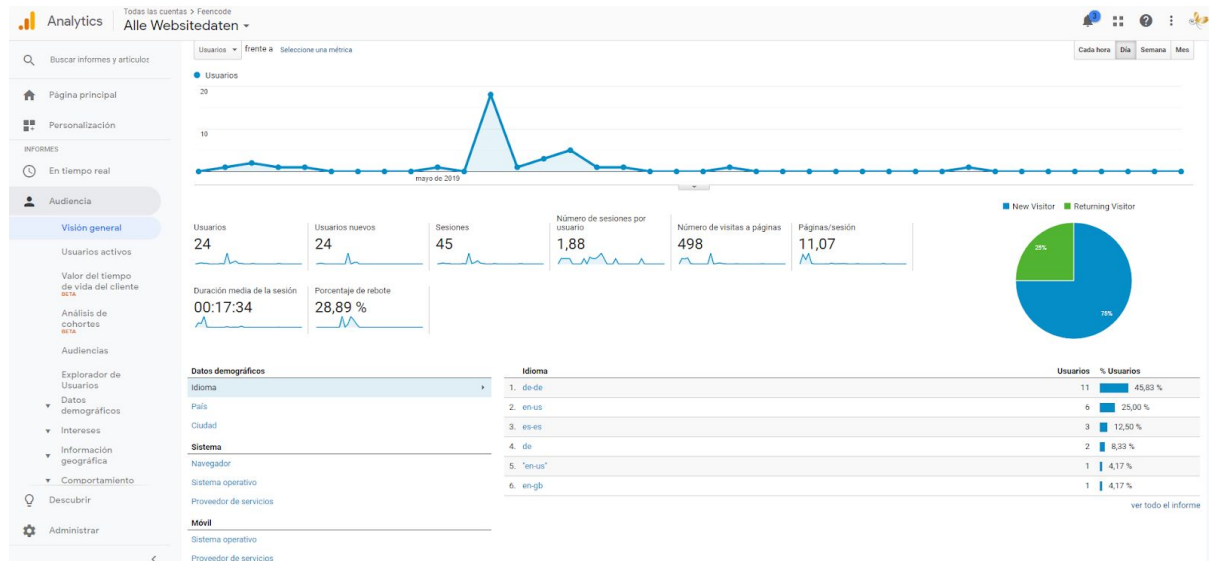 Analytics
Todas las cuentas > Feencode
Alle Websitedaten
3
Buscar informes y artículos
Página principal
Personalización
INFORMES
En tiempo real
Audiencia
Visión general
Usuarios activos
Valor del tiempo
de vida del cliente
BETA
Análisis de
cohortes
BETA
Audiencias
Explorador de
Usuarios
Datos
demográficos
Intereses
Información
geográfica
Comportamiento
Descubrir
Administrar
Usuarios frente a Seleccione una métrica
Cada hora Día Semana Mes
Usuarios
20
10
mayo de 2019
New Visitor Returning Visitor
Usuarios
24
Usuarios nuevos
24
Sesiones
45
Número de sesiones por
usuario
1,88
Número de visitas a páginas
498
Páginas/sesión
11,07
Duración media de la sesión
00:17:34
Porcentaje de rebote
28,89 %
Datos demográficos
Idioma
País
Ciudad
Sistema
Navegador
Sistema operativo
Proveedor de servicios
Móvil
Sistema operativo
Proveedor de servicios
Idioma Usuarios % Usuarios
1. de-de 11 45,83 %
2. en-us 6 25,00 %
3. es-es 3 12,50 %
4. de 2 8,33 %
5. "en-us" 1 4,17 %
6. en-gb 1 4,17 %
ver todo el informe